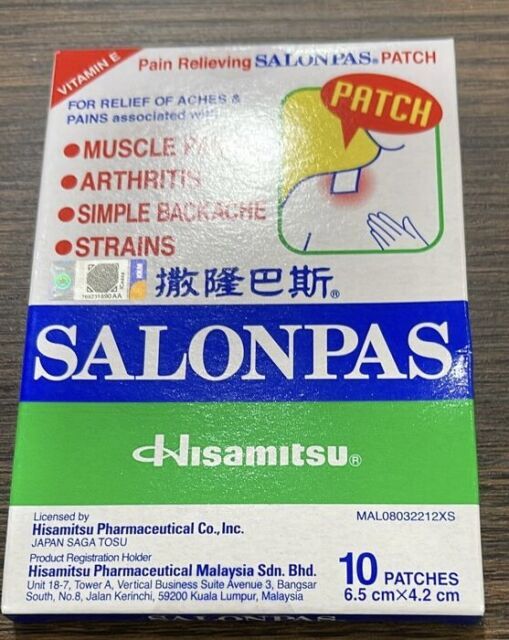 VITAMIN E
Pain Relieving SALONPAS® PATCH
FOR RELIEF OF ACHES &
PAINS associated with
PATCH
● MUSCLE
● ARTHRITIS
● SIMPLE BACKACHE
● STRAINS
撒隆巴斯®
SALONPAS
Hisamitsu®
Licensed by
Hisamitsu Pharmaceutical Co., Inc.
JAPAN SAGA TOSU
MAL08032212XS
Product Registration Holder
Hisamitsu Pharmaceutical Malaysia Sdn. Bhd.
Unit 18-7, Tower A, Vertical Business Suite Avenue 3, Bangsar
South, No.8, Jalan Kerinchi, 59200 Kuala Lumpur, Malaysia
10 PATCHES
6.5 cm×4.2 cm